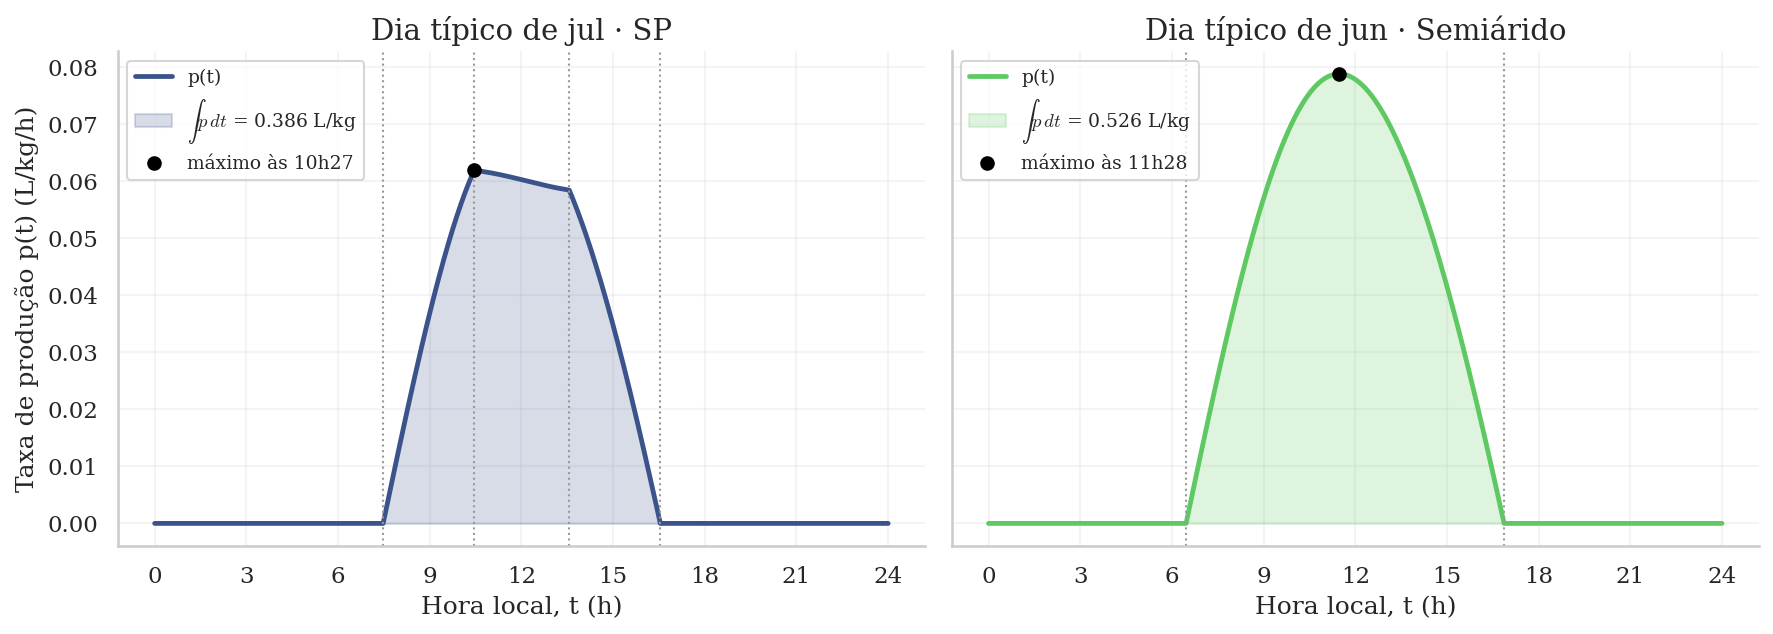 Dia típico de jul · SP
p(t)
∫p dt = 0.386 L/kg
máximo às 10h27
Taxa de produção p(t) (L/kg/h)
0.08
0.07
0.06
0.05
0.04
0.03
0.02
0.01
0.00
0 3 6 9 12 15 18 21 24
Hora local, t (h)
Dia típico de jun · Semiárido
p(t)
∫p dt = 0.526 L/kg
máximo às 11h28
0 3 6 9 12 15 18 21 24
Hora local, t (h)